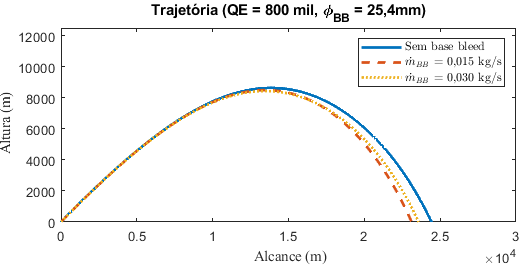 Trajetória (QE = 800 mil, ϕBB = 25,4mm)
12000
10000
8000
6000
4000
2000
0
Altura (m)
Sem base bleed
ṁBB = 0,015 kg/s
ṁBB = 0,030 kg/s
0 0.5 1 1.5 2 2.5 3
Alcance (m)
×10⁴